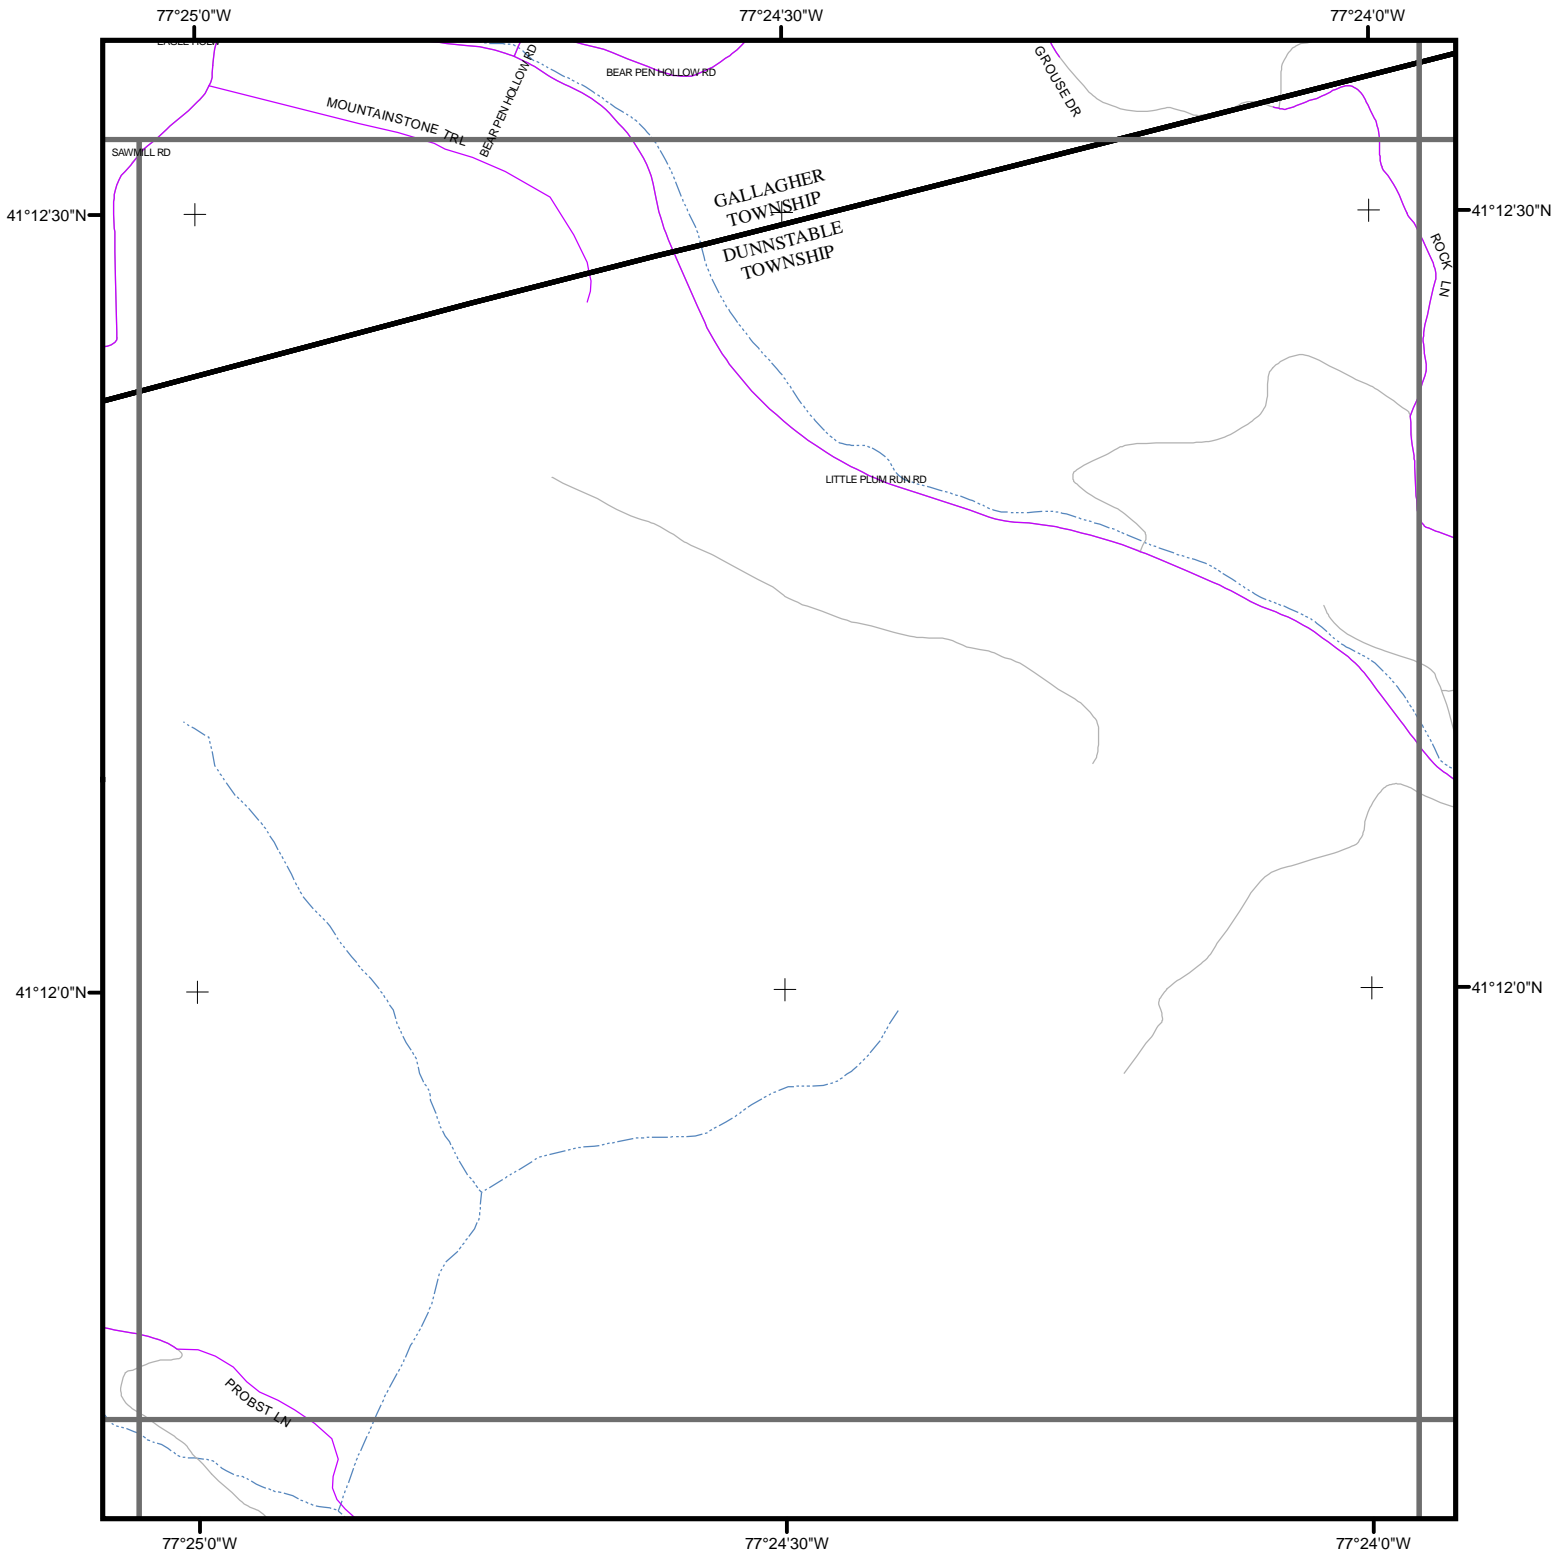 77°25'0"W
77°24'30"W
77°24'0"W
BEAR PEN HOLLOW RD
BEAR PEN HOLLOW RD
GROUSE DR
MOUNTAINSTONE TRL
SAWMILL RD
GALLAGHER
TOWNSHIP
41°12'30"N
41°12'30"N
DUNNSTABLE
TOWNSHIP
ROCK LN
LITTLE PLUM RUN RD
41°12'0"N
41°12'0"N
PROBST LN
77°25'0"W
77°24'30"W
77°24'0"W